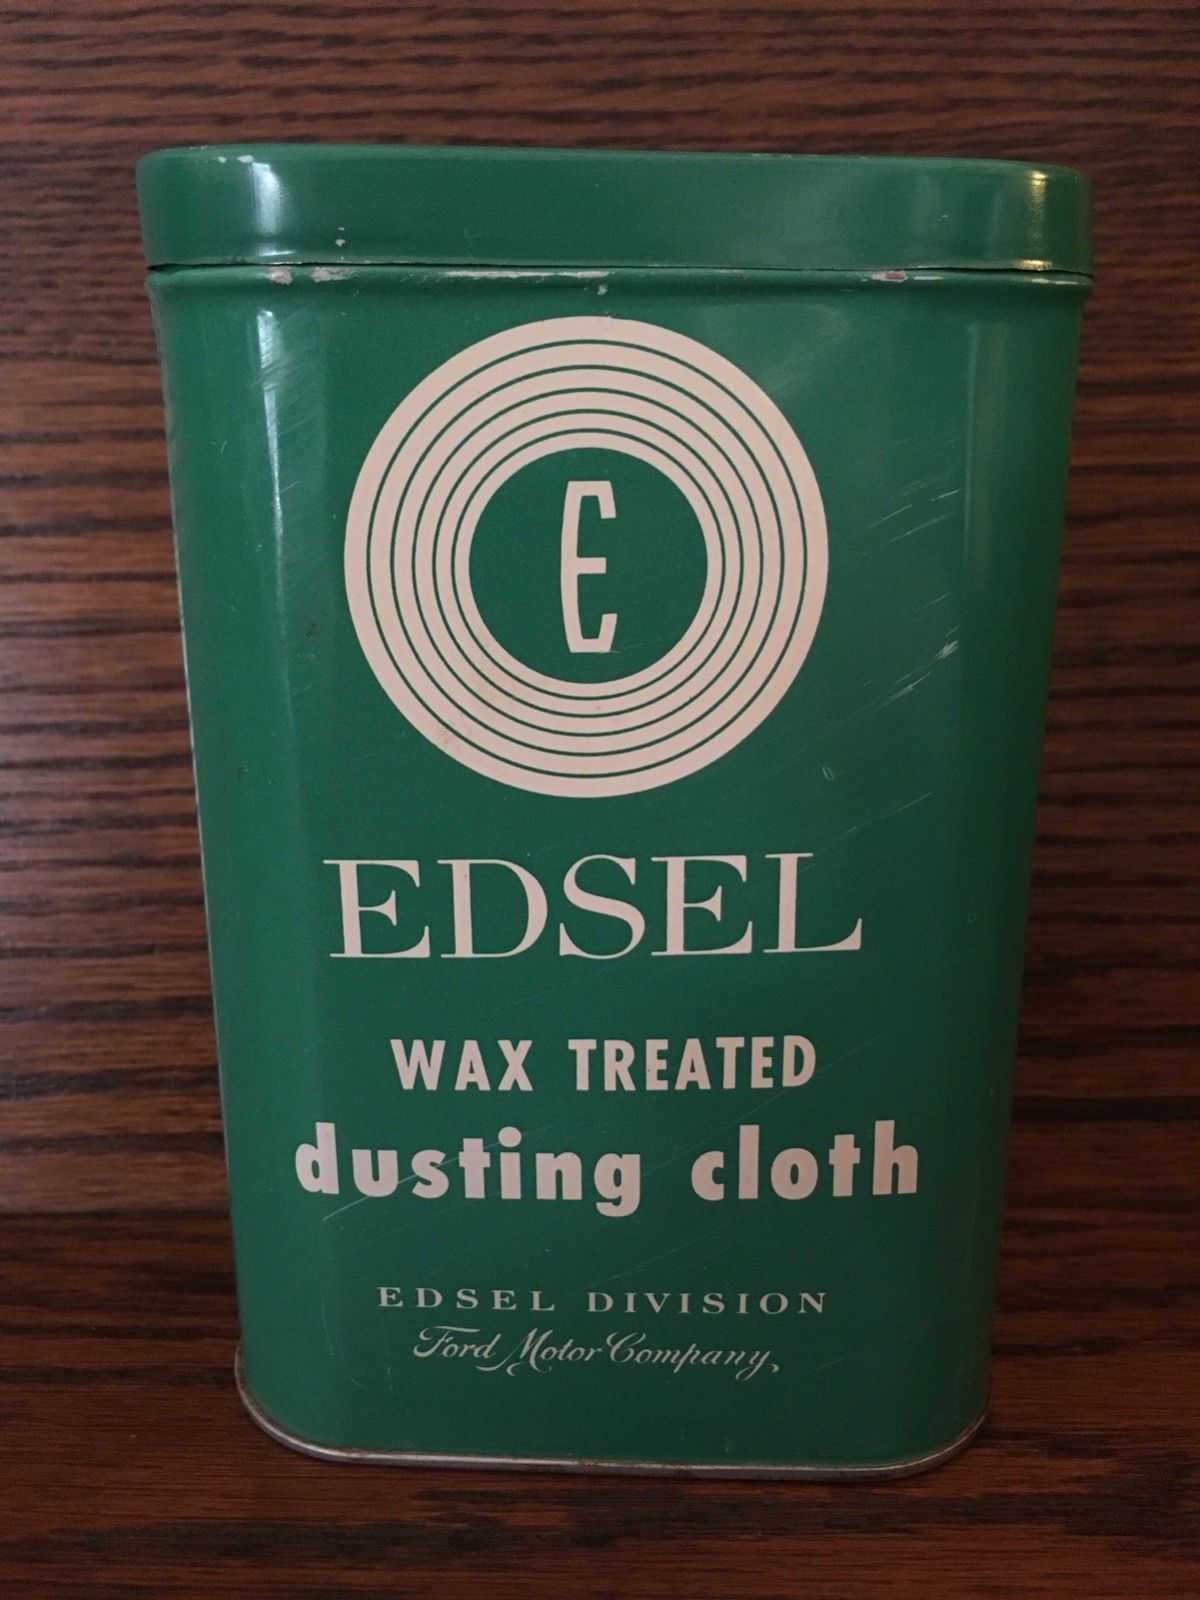 E
EDSEL
WAX TREATED
dusting cloth
EDSEL DIVISION
Ford Motor Company,